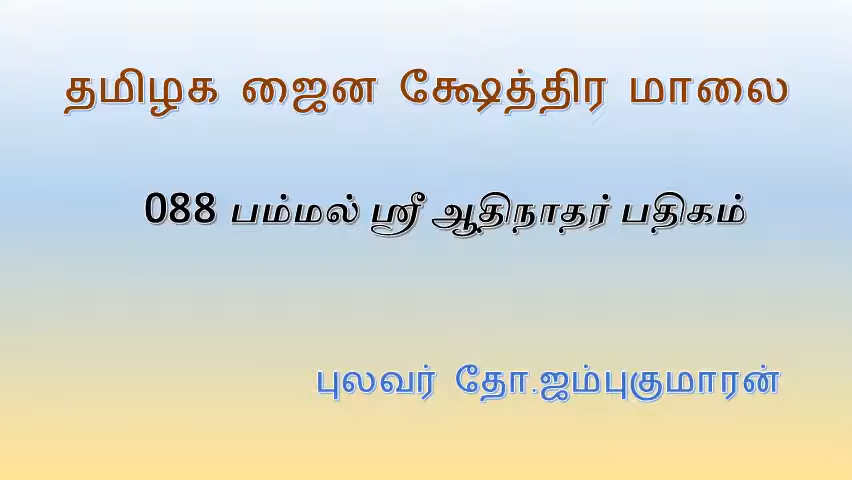 தமிழக ஜைன க்ஷேத்திர மாலை
088 பம்மல் ஸ்ரீ ஆதிநாதர் பதிகம்
புலவர் தோ.ஜம்புகுமாரன்